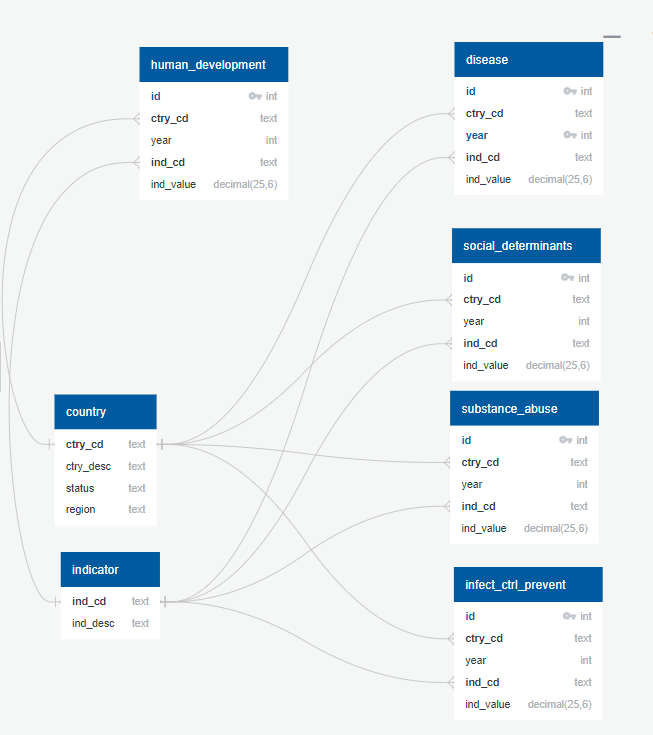 human_development
id int
ctry_cd text
year int
ind_cd text
ind_value decimal(25,6)
disease
id int
ctry_cd text
year int
ind_cd text
ind_value decimal(25,6)
social_determinants
id int
ctry_cd text
year int
ind_cd text
ind_value decimal(25,6)
country
ctry_cd text
ctry_desc text
status text
region text
substance_abuse
id int
ctry_cd text
year int
ind_cd text
ind_value decimal(25,6)
indicator
ind_cd text
ind_desc text
infect_ctrl_prevent
id int
ctry_cd text
year int
ind_cd text
ind_value decimal(25,6)